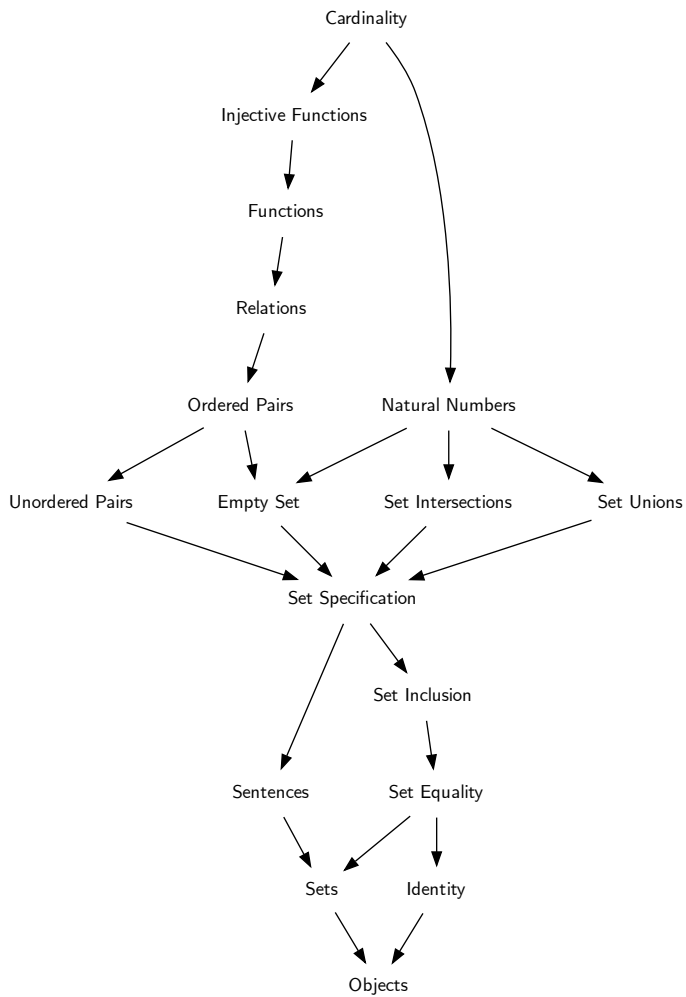 Cardinality
Injective Functions
Functions
Relations
Ordered Pairs
Natural Numbers
Unordered Pairs
Empty Set
Set Intersections
Set Unions
Set Specification
Set Inclusion
Sentences
Set Equality
Sets
Identity
Objects